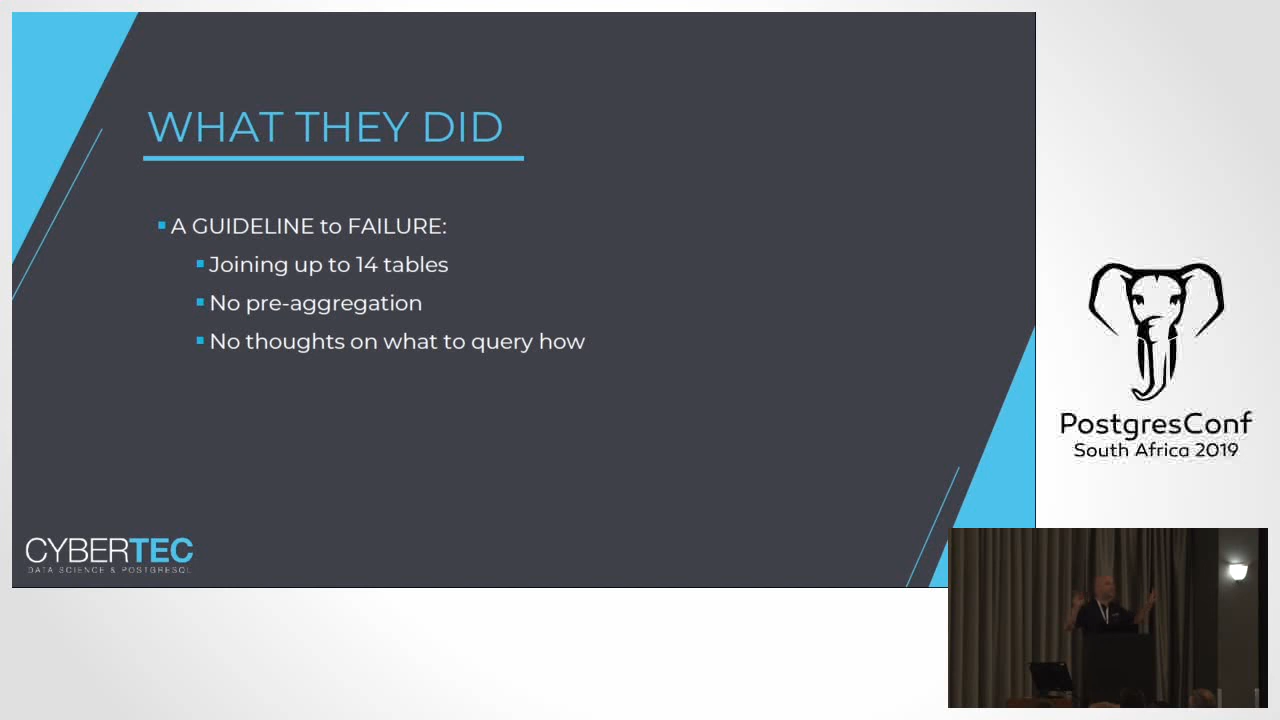 WHAT THEY DID
A GUIDELINE to FAILURE:
Joining up to 14 tables
No pre-aggregation
No thoughts on what to query how
CYBERTEC
DATA SCIENCE & POSTGRESQL
PostgresConf
South Africa 2019